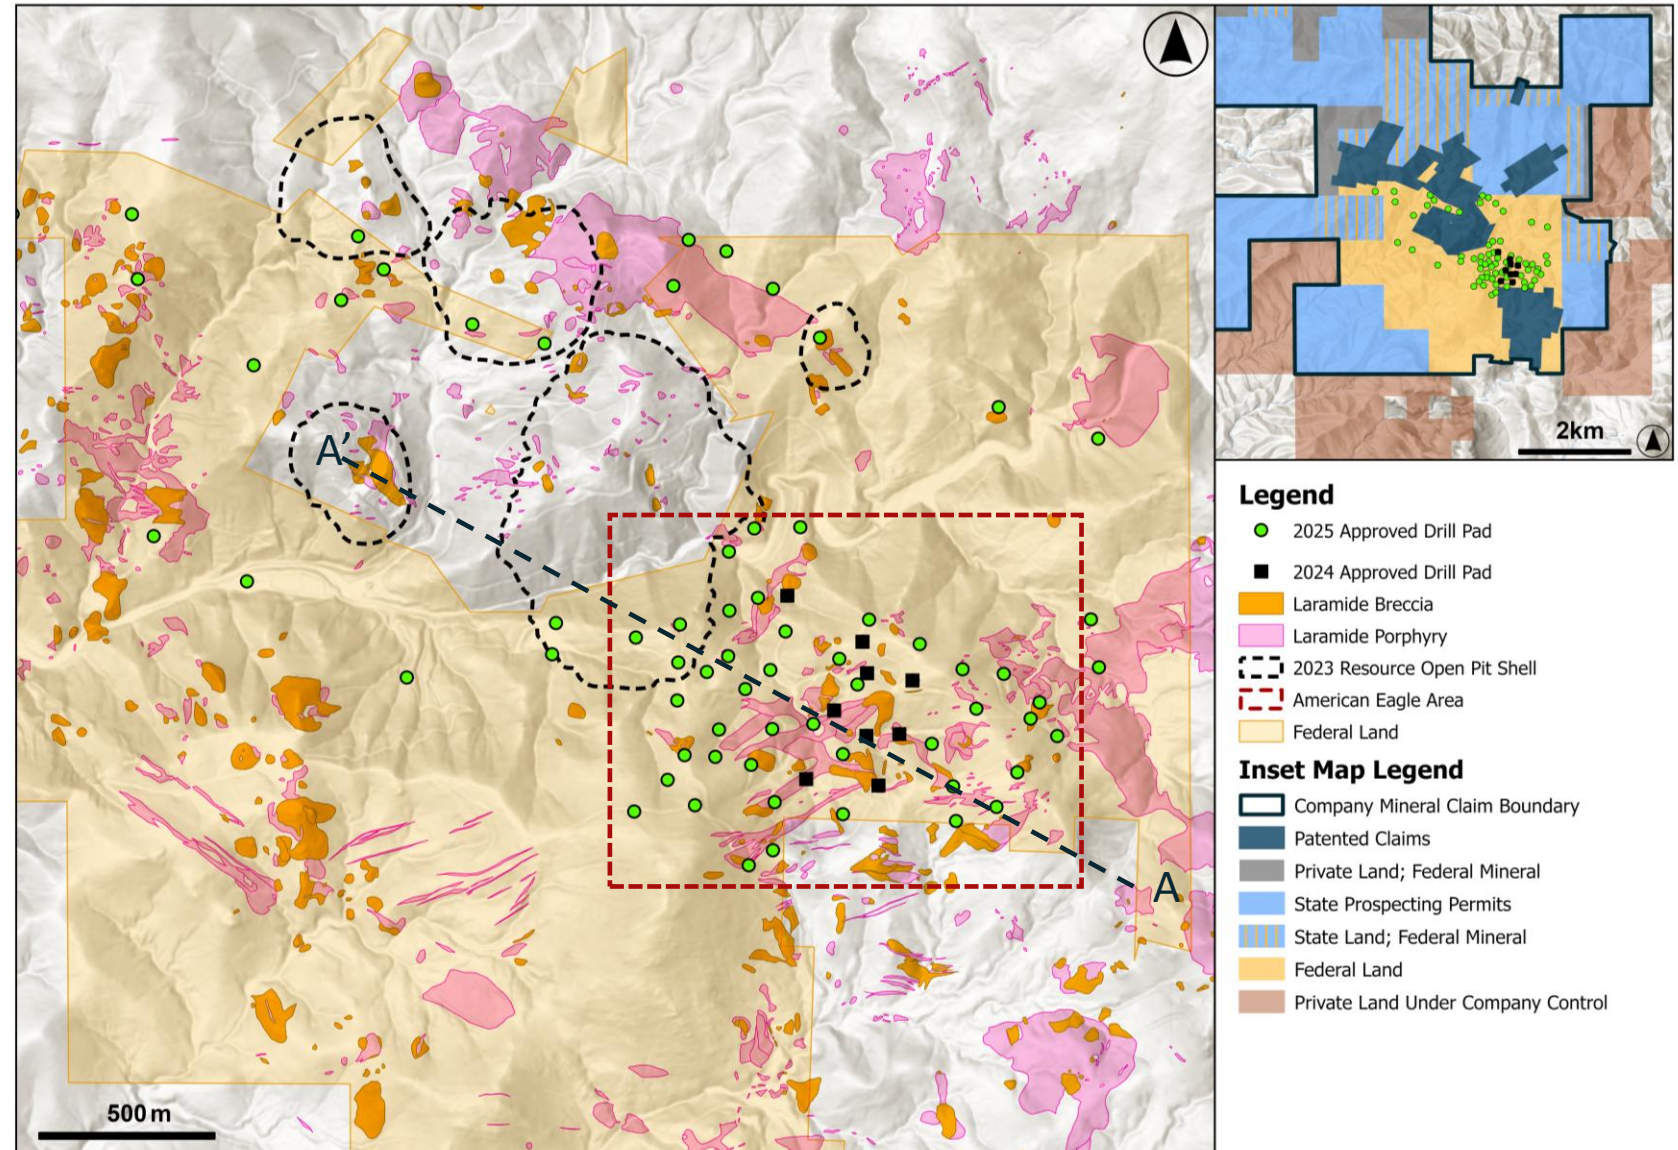 A'
A
500 m
2km
Legend
2025 Approved Drill Pad
2024 Approved Drill Pad
Laramide Breccia
Laramide Porphyry
2023 Resource Open Pit Shell
American Eagle Area
Federal Land
Inset Map Legend
Company Mineral Claim Boundary
Patented Claims
Private Land; Federal Mineral
State Prospecting Permits
State Land; Federal Mineral
Federal Land
Private Land Under Company Control